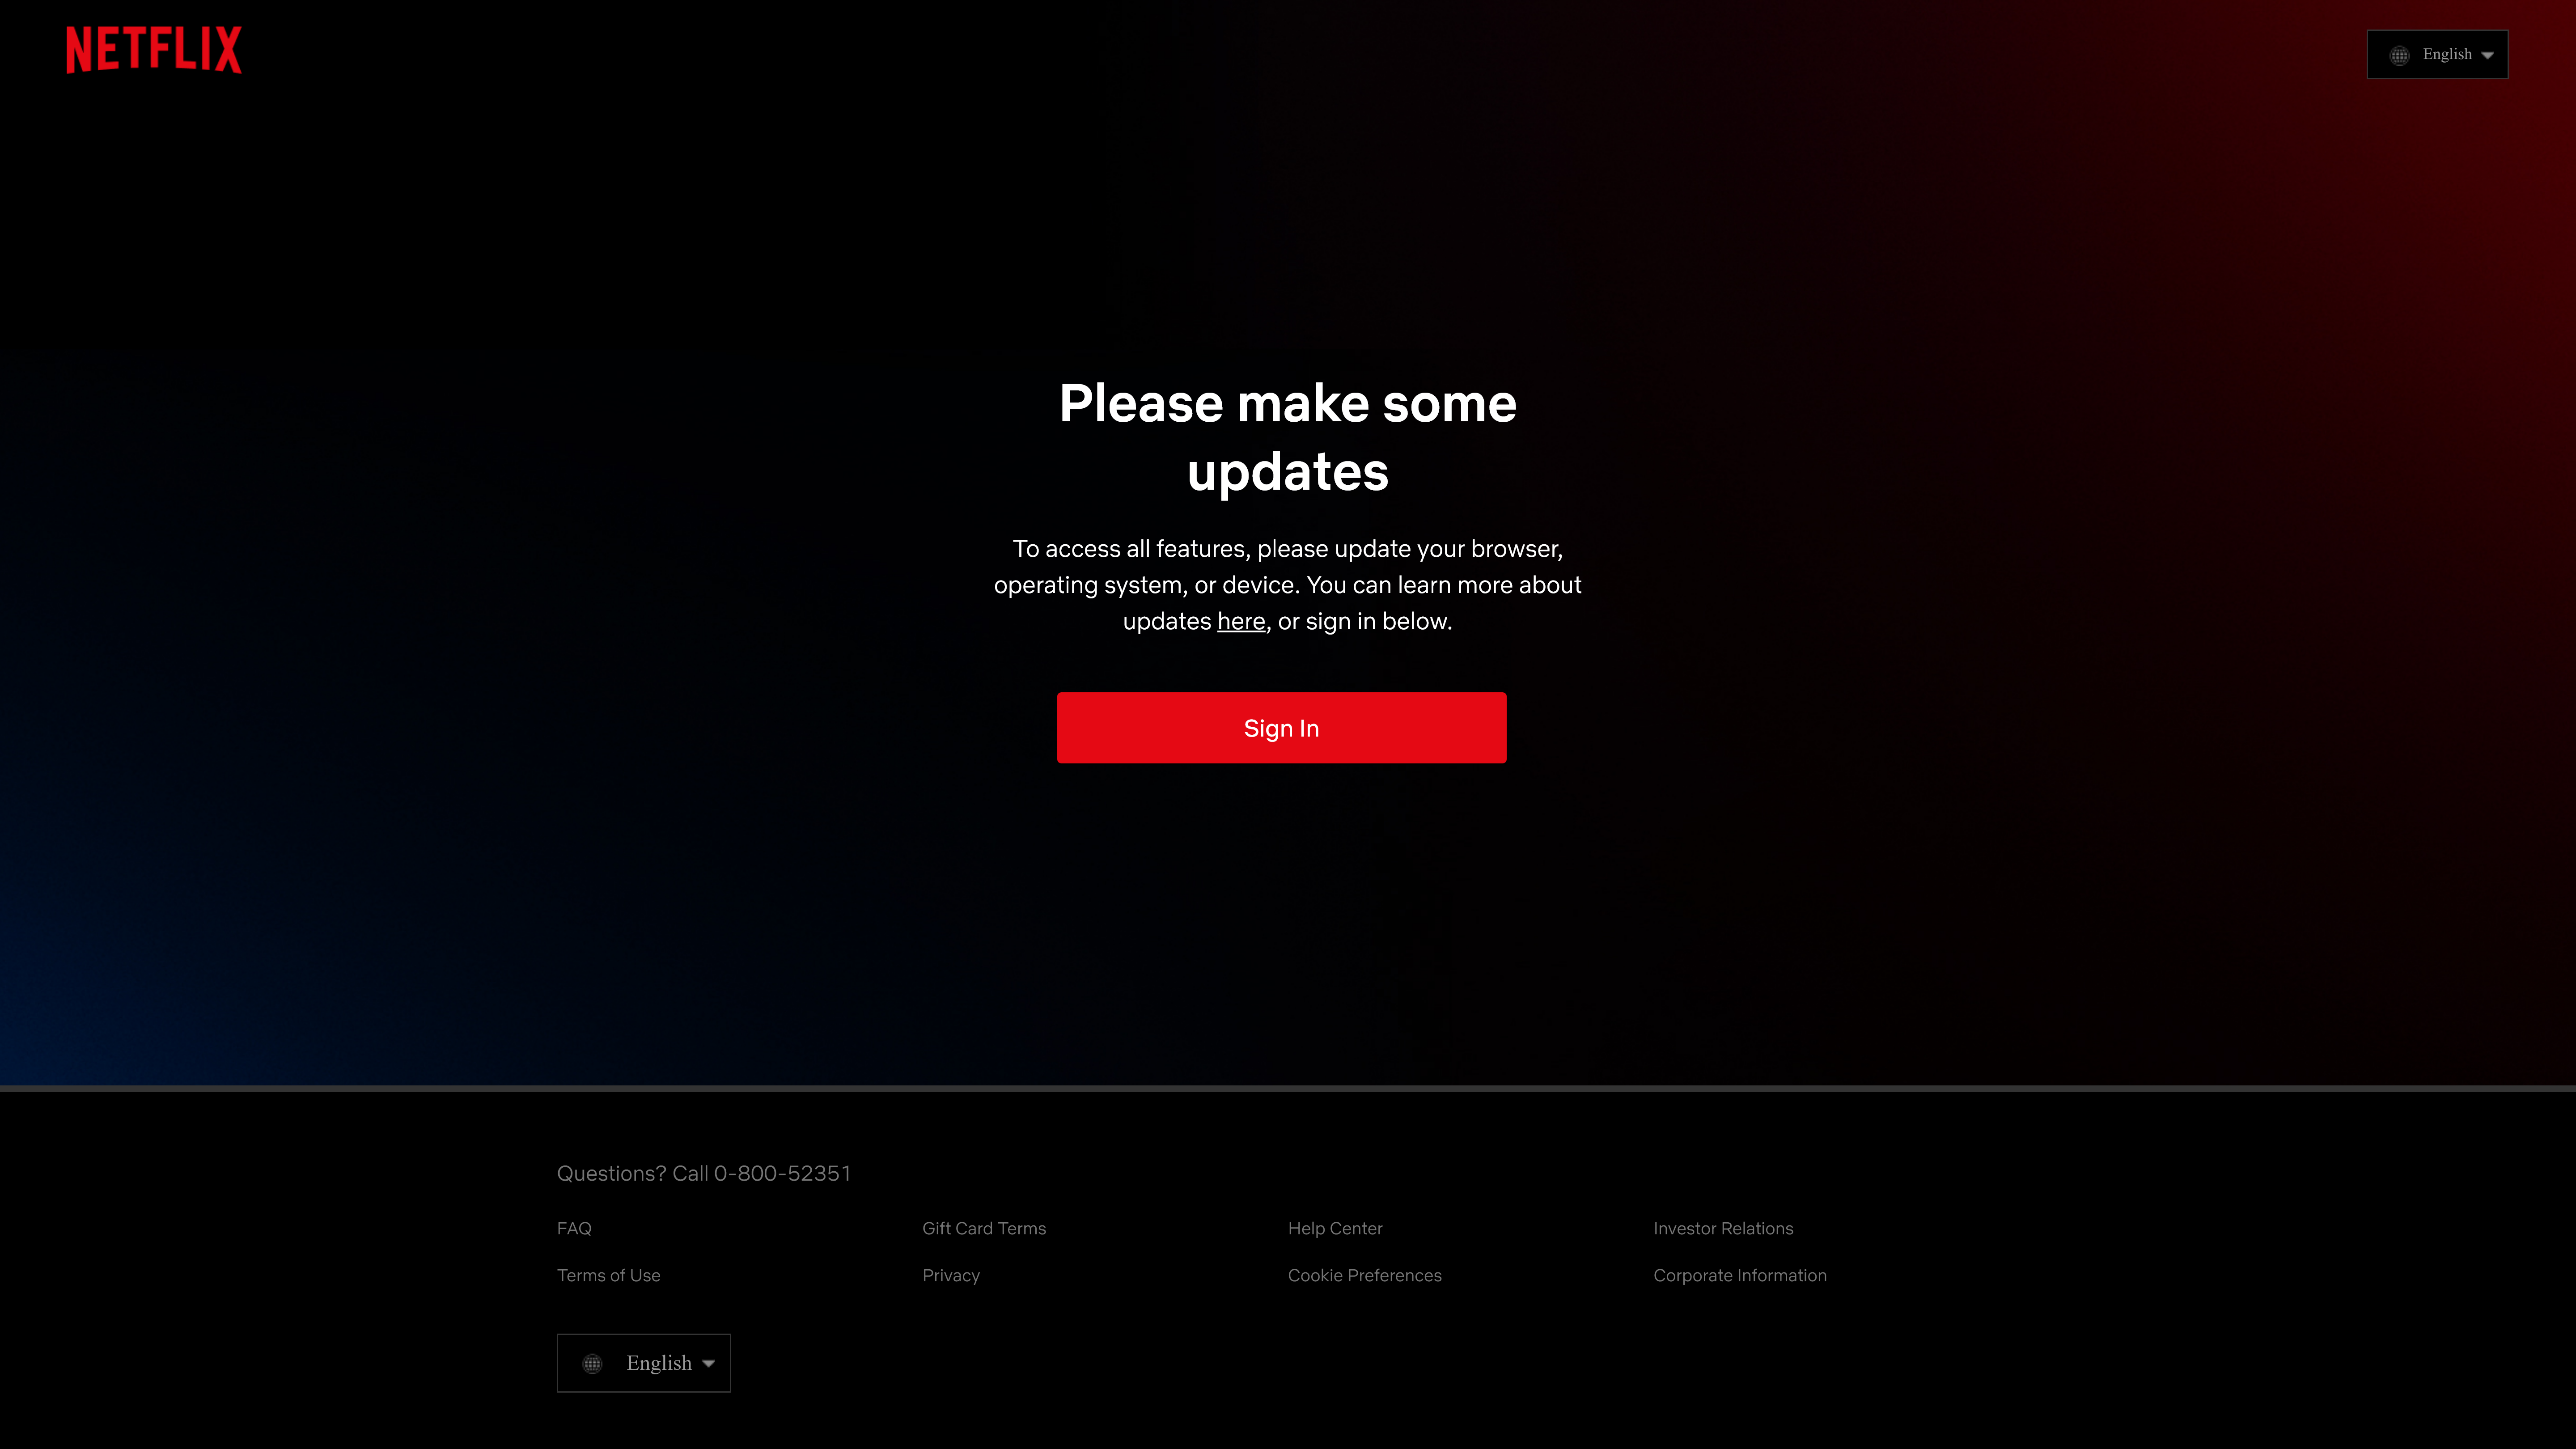 NETFLIX
English
Please make some
updates
To access all features, please update your browser,
operating system, or device. You can learn more about
updates here, or sign in below.
Sign In
Questions? Call 0-800-52351
FAQ
Gift Card Terms
Help Center
Investor Relations
Terms of Use
Privacy
Cookie Preferences
Corporate Information
English